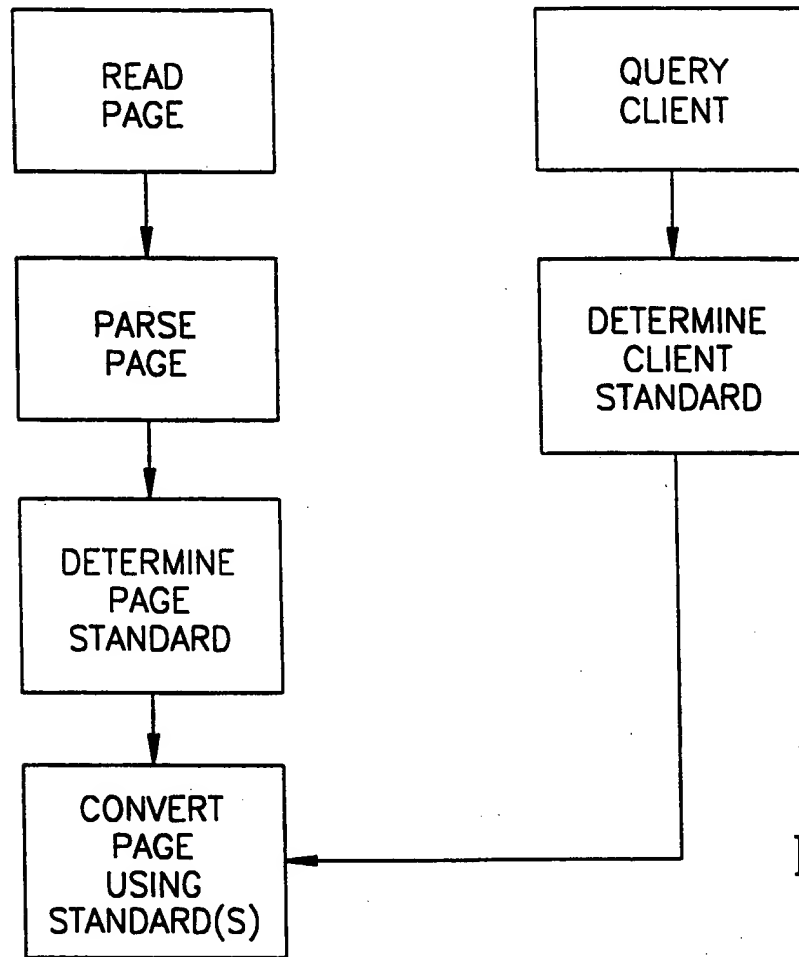 READ
PAGE
QUERY
CLIENT
PARSE
PAGE
DETERMINE
CLIENT
STANDARD
DETERMINE
PAGE
STANDARD
CONVERT
PAGE
USING
STANDARD(S)